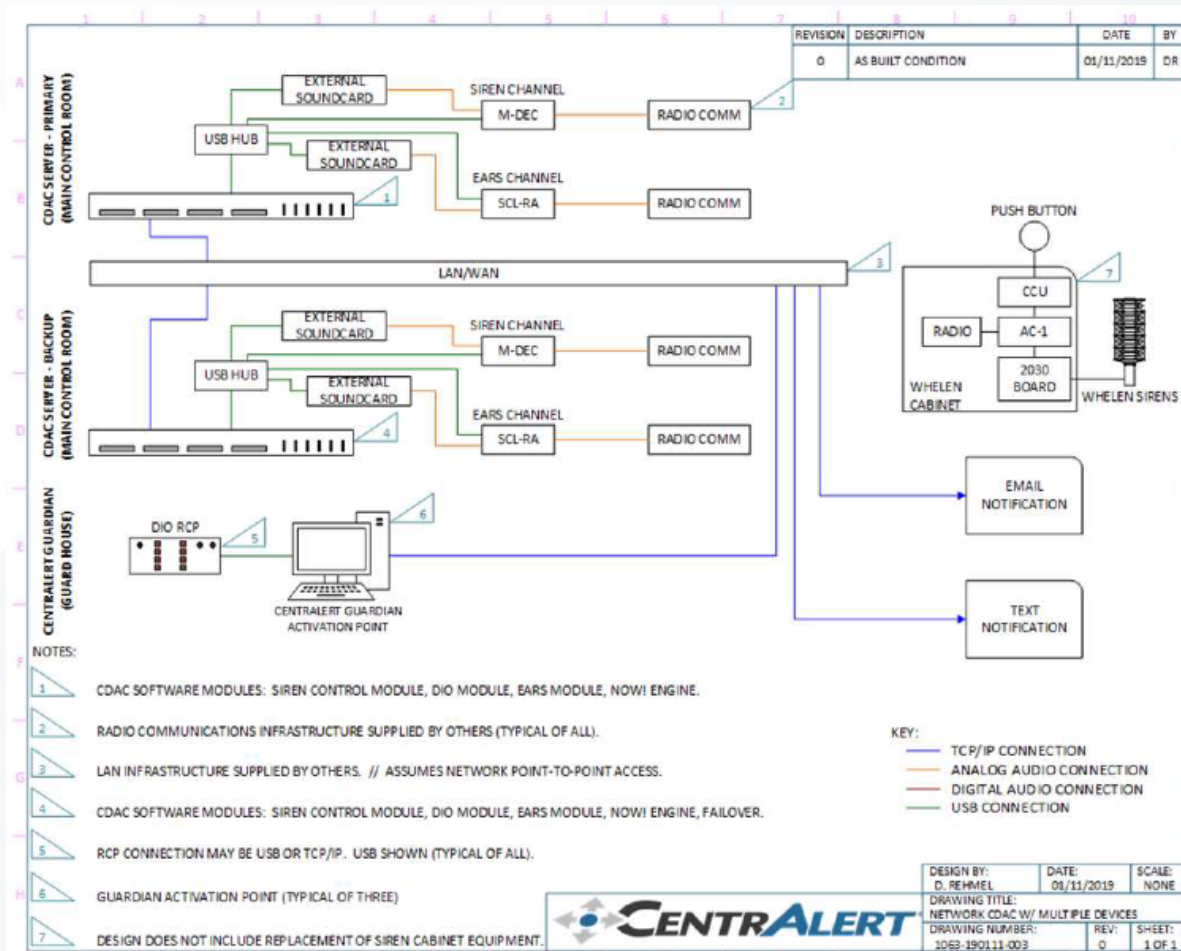 1 2 3 4 5 6 7 8 9 10
REVISION DESCRIPTION DATE BY
0 AS BUILT CONDITION 01/11/2019 DR
A
B
C
D
E
F
G
H
CDAC SERVER - PRIMARY
(MAIN CONTROL ROOM)
EXTERNAL
SOUNDCARD
SIREN CHANNEL
M-DEC
RADIO COMM
2
USB HUB
EXTERNAL
SOUNDCARD
EARS CHANNEL
SCL-RA
RADIO COMM
1
LAN/WAN
3
CDAC SERVER - BACKUP
(MAIN CONTROL ROOM)
EXTERNAL
SOUNDCARD
SIREN CHANNEL
M-DEC
RADIO COMM
USB HUB
EXTERNAL
SOUNDCARD
EARS CHANNEL
SCL-RA
RADIO COMM
4
PUSH BUTTON
7
CCU
RADIO
AC-1
2030
BOARD
WHELEN
CABINET
WHELEN SIRENS
CENTRALERT GUARDIAN
(GUARD HOUSE)
DIO RCP
5
6
CENTRALERT GUARDIAN
ACTIVATION POINT
EMAIL
NOTIFICATION
TEXT
NOTIFICATION
NOTES:
1 CDAC SOFTWARE MODULES: SIREN CONTROL MODULE, DIO MODULE, EARS MODULE, NOW! ENGINE.
2 RADIO COMMUNICATIONS INFRASTRUCTURE SUPPLIED BY OTHERS (TYPICAL OF ALL).
3 LAN INFRASTRUCTURE SUPPLIED BY OTHERS. // ASSUMES NETWORK POINT-TO-POINT ACCESS.
4 CDAC SOFTWARE MODULES: SIREN CONTROL MODULE, DIO MODULE, EARS MODULE, NOW! ENGINE, FAILOVER.
5 RCP CONNECTION MAY BE USB OR TCP/IP. USB SHOWN (TYPICAL OF ALL).
6 GUARDIAN ACTIVATION POINT (TYPICAL OF THREE)
7 DESIGN DOES NOT INCLUDE REPLACEMENT OF SIREN CABINET EQUIPMENT.
KEY:
TCP/IP CONNECTION
ANALOG AUDIO CONNECTION
DIGITAL AUDIO CONNECTION
USB CONNECTION
CENTRALERT
DESIGN BY: DATE: SCALE:
D. REHMEL 01/11/2019 NONE
DRAWING TITLE:
NETWORK CDAC W/ MULTIPLE DEVICES
DRAWING NUMBER: REV: SHEET:
1063-190111-003 0 1 OF 1